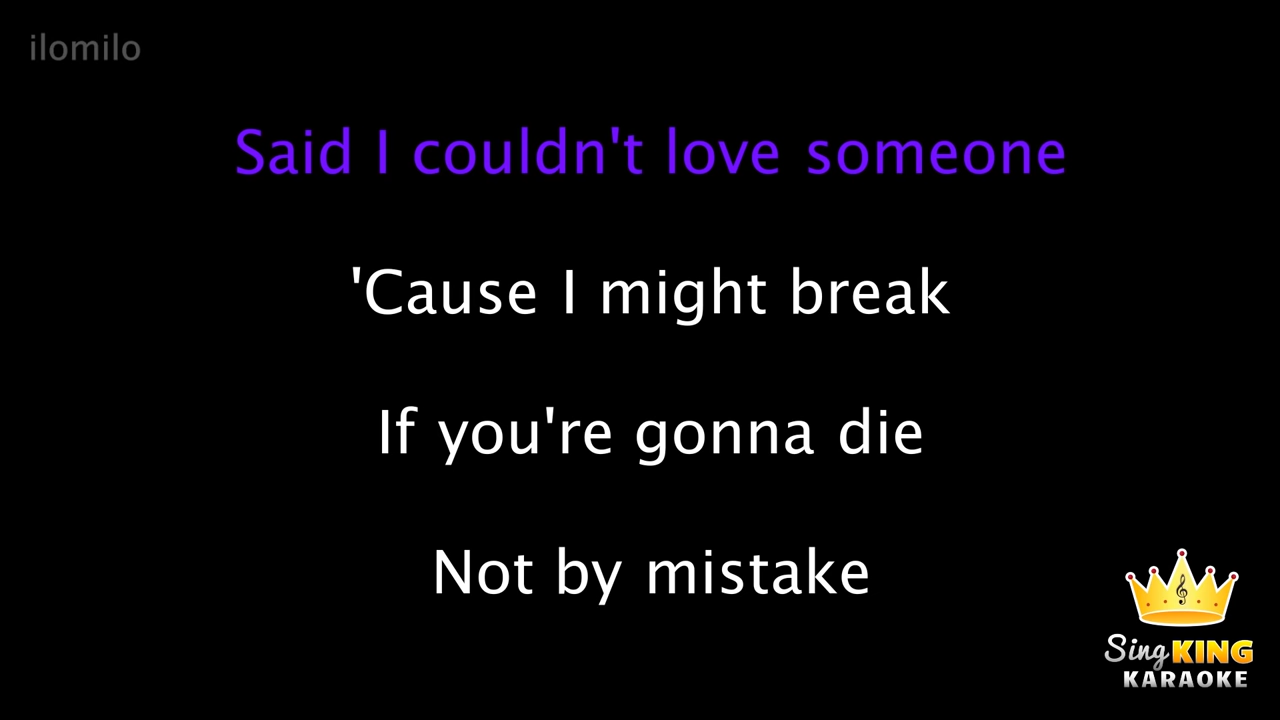 ilomilo
Said I couldn't love someone
'Cause I might break
If you're gonna die
Not by mistake
Sing KING
KARAOKE